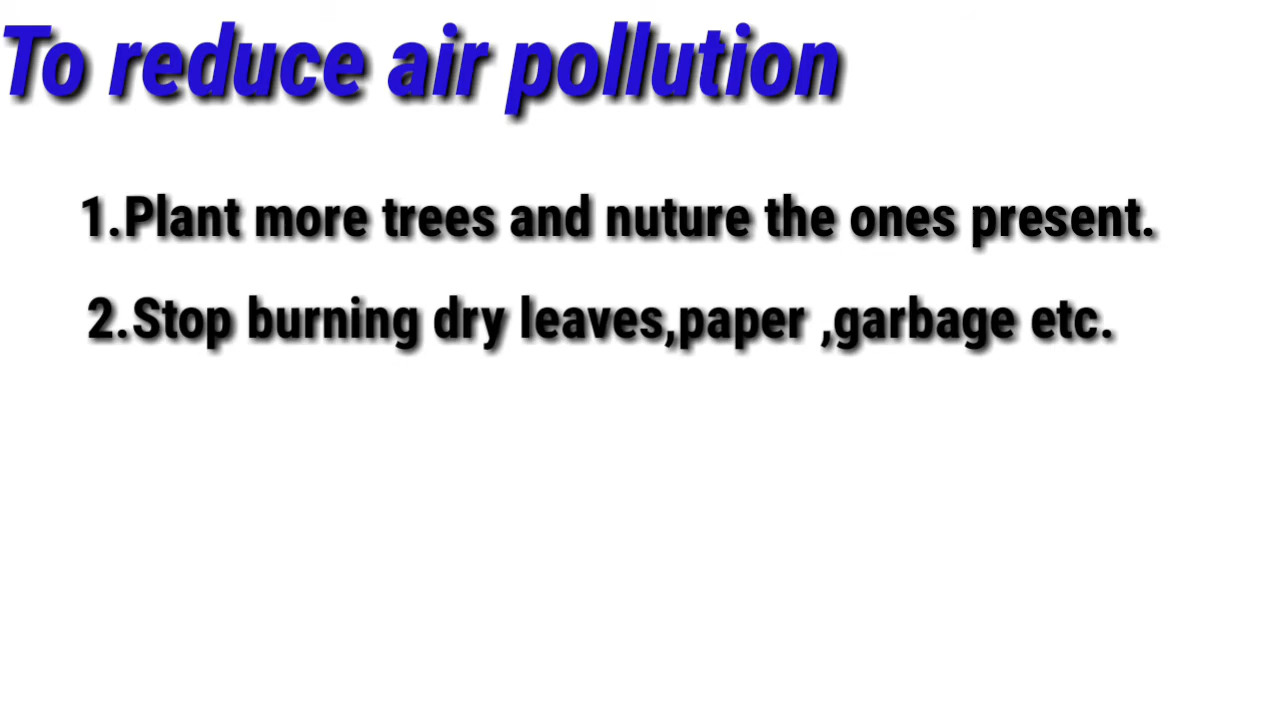 To reduce air pollution
1.Plant more trees and nuture the ones present.
2.Stop burning dry leaves,paper ,garbage etc.